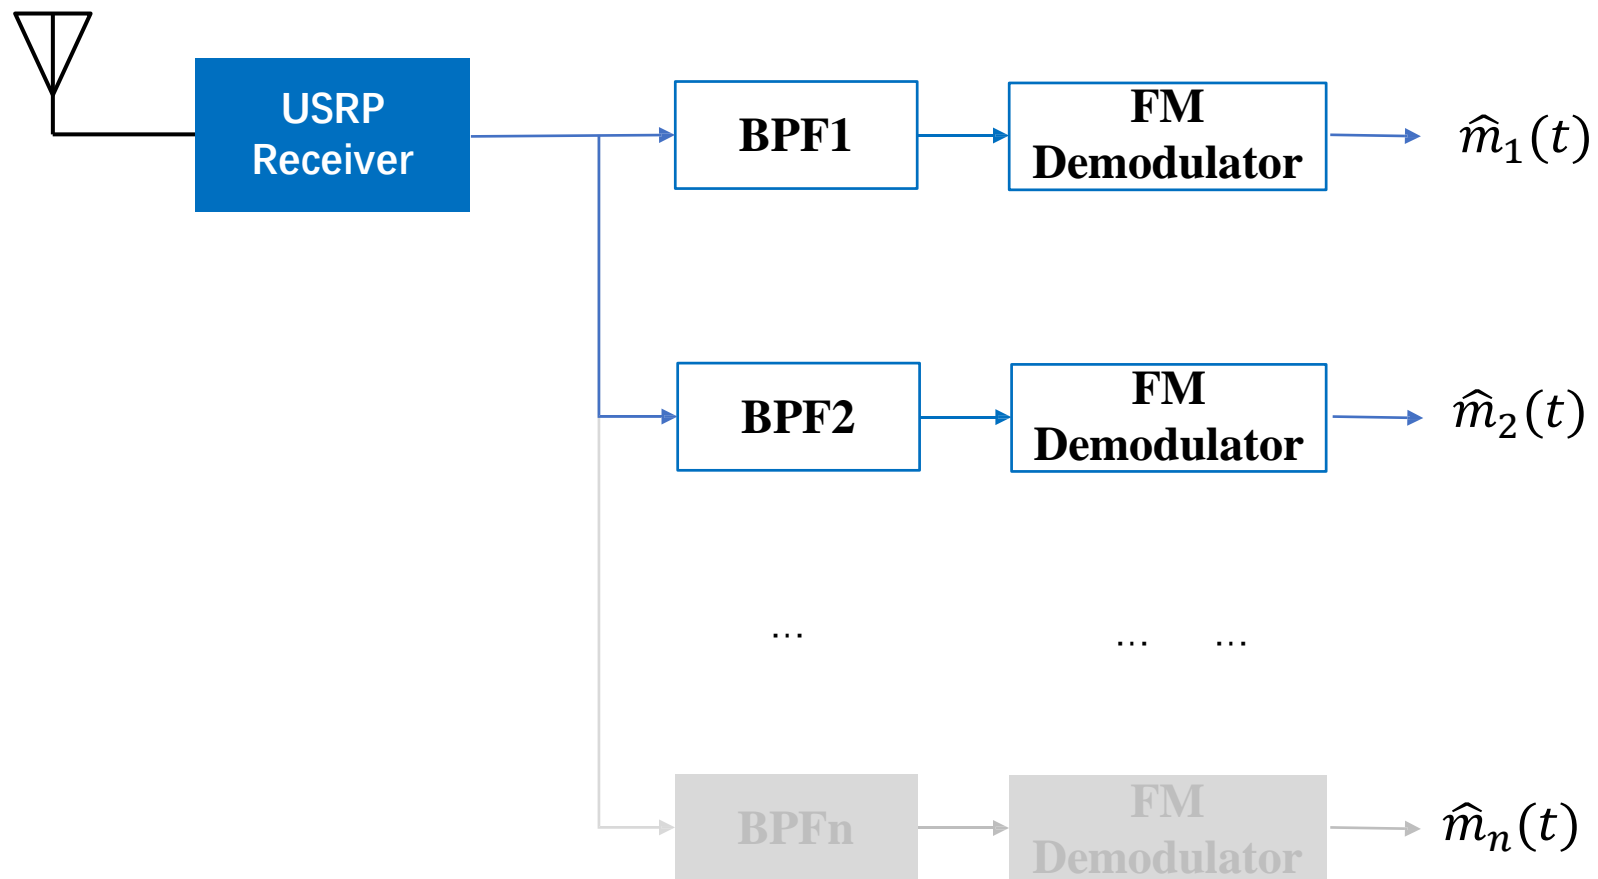 USRP
Receiver
BPF1
FM
Demodulator
m̂₁(t)
BPF2
FM
Demodulator
m̂₂(t)
...
... ...
BPFn
FM
Demodulator
m̂ₙ(t)